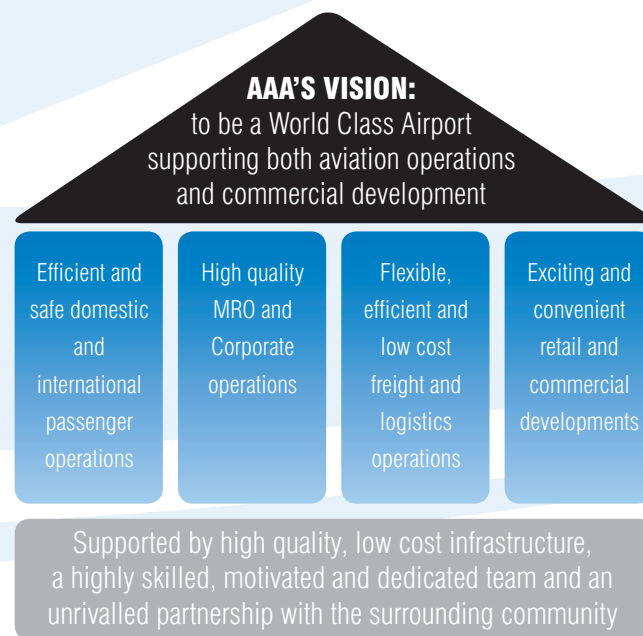 AAA'S VISION:
to be a World Class Airport
supporting both aviation operations
and commercial development
Efficient and
safe domestic
and
international
passenger
operations
High quality
MRO and
Corporate
operations
Flexible,
efficient and
low cost
freight and
logistics
operations
Exciting and
convenient
retail and
commercial
developments
Supported by high quality, low cost infrastructure,
a highly skilled, motivated and dedicated team and an
unrivalled partnership with the surrounding community